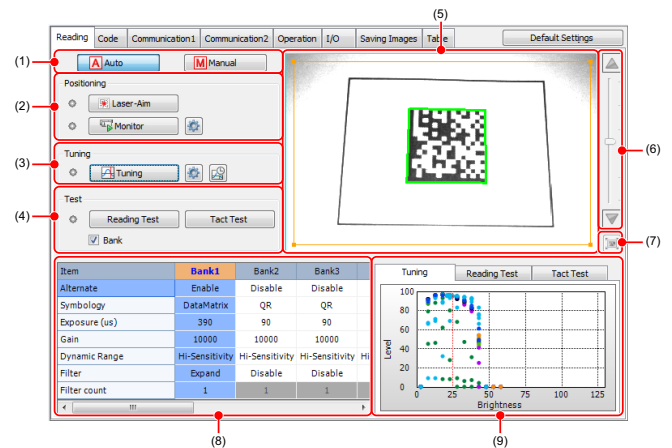 (5)
Reading Code Communication1 Communication2 Operation I/O Saving Images Table Default Settings
(1) A Auto M Manual
Positioning
(2) Laser-Aim
Monitor
Tuning
(3) Tuning
(6)
Test
(4) Reading Test Tact Test
Bank
(7)
Item Bank1 Bank2 Bank3
Alternate Enable Disable Disable
Symbology DataMatrix QR QR
Exposure (us) 390 90 90
Gain 10000 10000 10000
Dynamic Range Hi-Sensitivity Hi-Sensitivity Hi-Sensitivity Hi
Filter Expand Disable Disable
Filter count 1 1 1
Tuning Reading Test Tact Test
100
80
60
40
20
0
Level
0 25 50 75 100 125
Brightness
(8) (9)